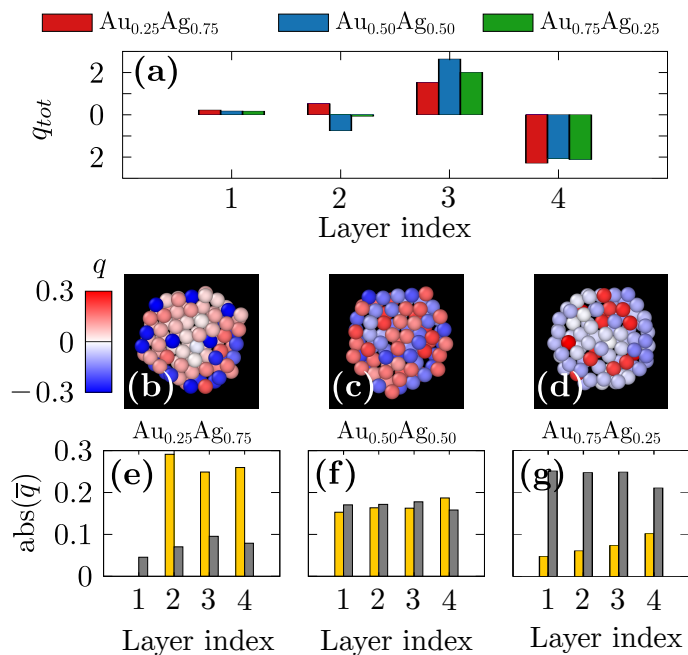 Au0.25Ag0.75 Au0.50Ag0.50 Au0.75Ag0.25
(a)
2
0
2
qtot
1 2 3 4
Layer index
q
0.3
0
−0.3
(b) (c) (d)
Au0.25Ag0.75 Au0.50Ag0.50 Au0.75Ag0.25
0.3
0.3
0.1
0
abs(q̅)
(e) (f) (g)
1 2 3 4 1 2 3 4 1 2 3 4
Layer index Layer index Layer index